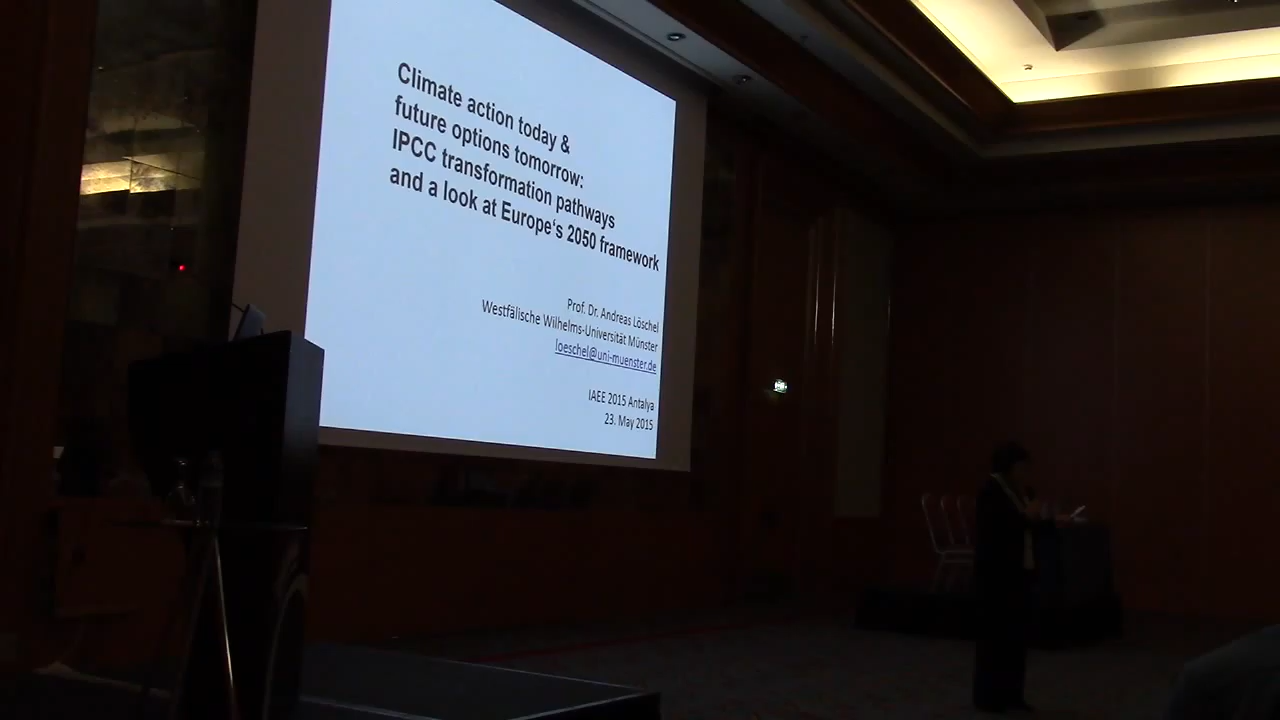 Climate action today &
future options tomorrow:
IPCC transformation pathways
and a look at Europe‘s 2050 framework
Prof. Dr. Andreas Löschel
Westfälische Wilhelms-Universität Münster
loeschel@uni-muenster.de
IAEE 2015 Antalya
23. May 2015